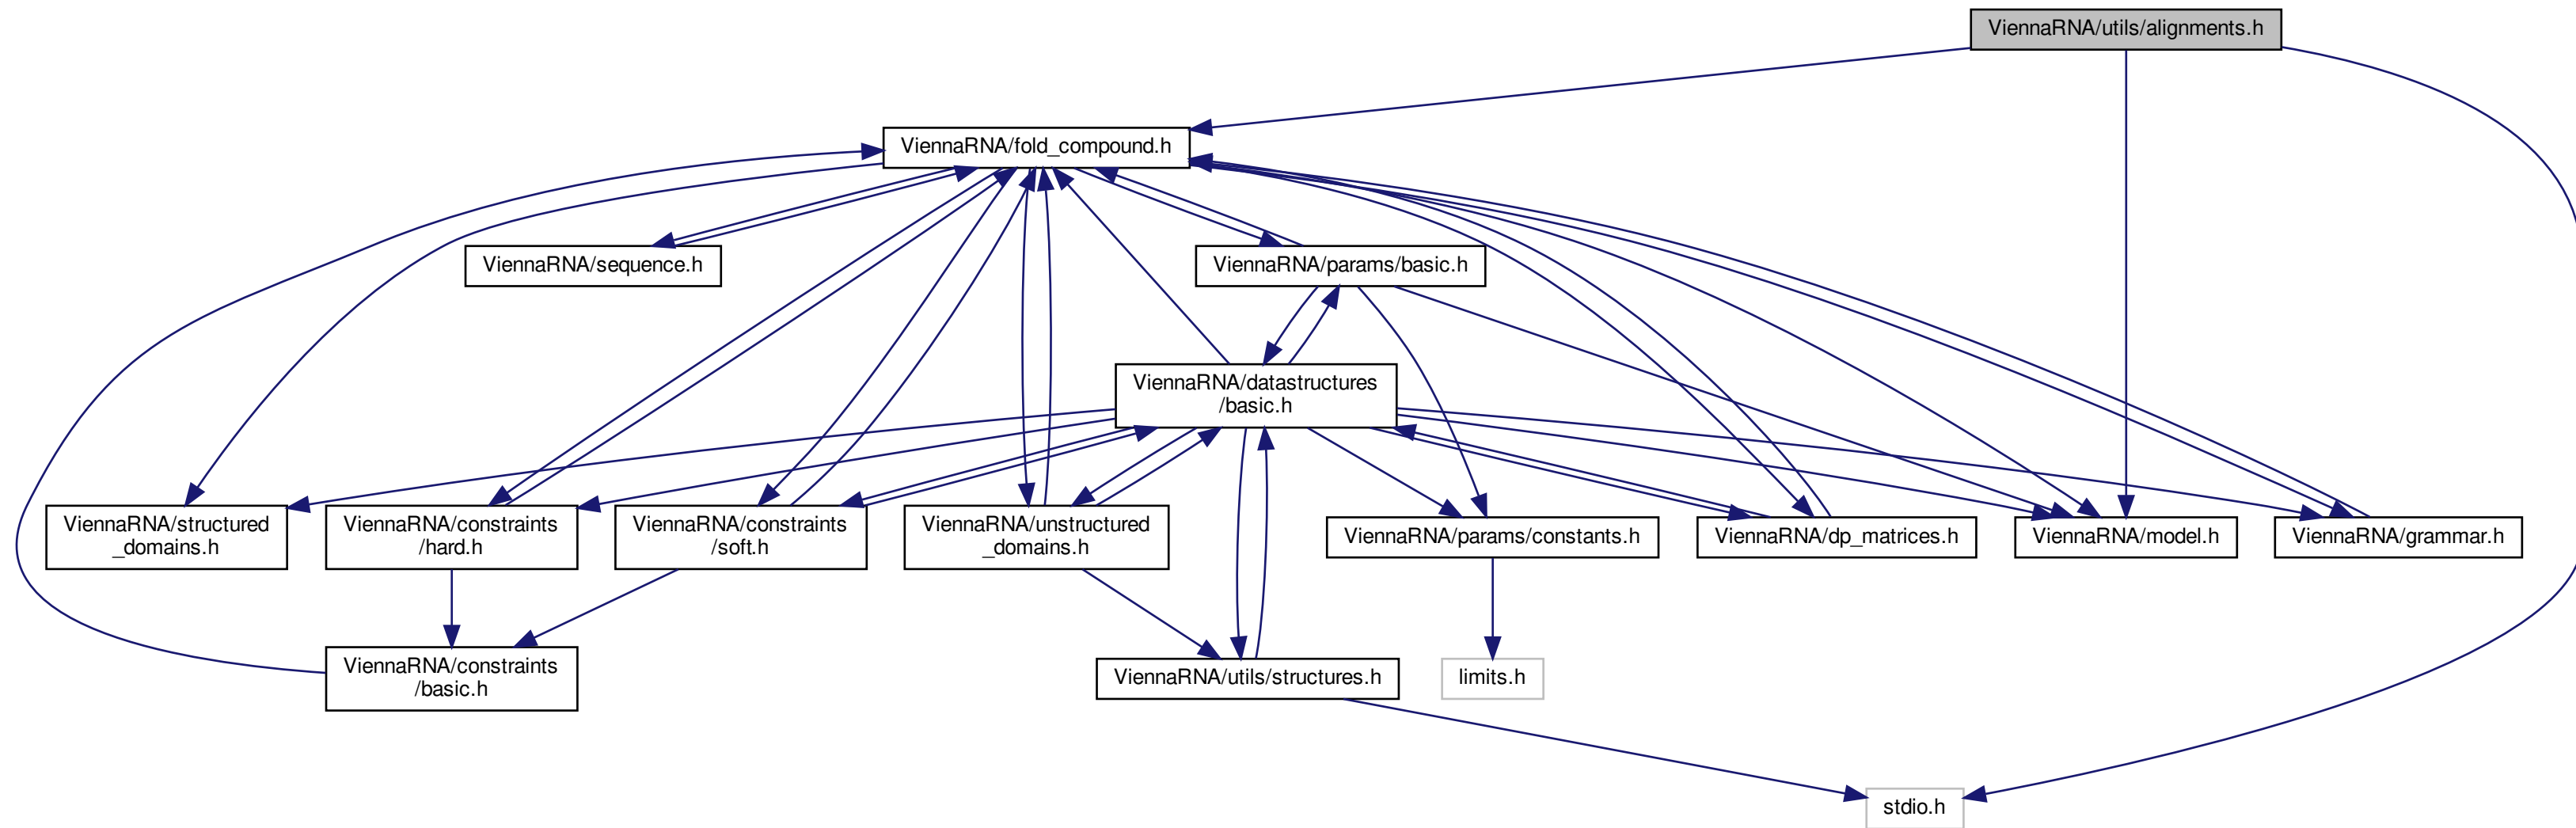 ViennaRNA/utils/alignments.h
ViennaRNA/fold_compound.h
ViennaRNA/sequence.h
ViennaRNA/params/basic.h
ViennaRNA/datastructures
/basic.h
ViennaRNA/structured
_domains.h
ViennaRNA/constraints
/hard.h
ViennaRNA/constraints
/soft.h
ViennaRNA/unstructured
_domains.h
ViennaRNA/params/constants.h
ViennaRNA/dp_matrices.h
ViennaRNA/model.h
ViennaRNA/grammar.h
ViennaRNA/constraints
/basic.h
ViennaRNA/utils/structures.h
limits.h
stdio.h